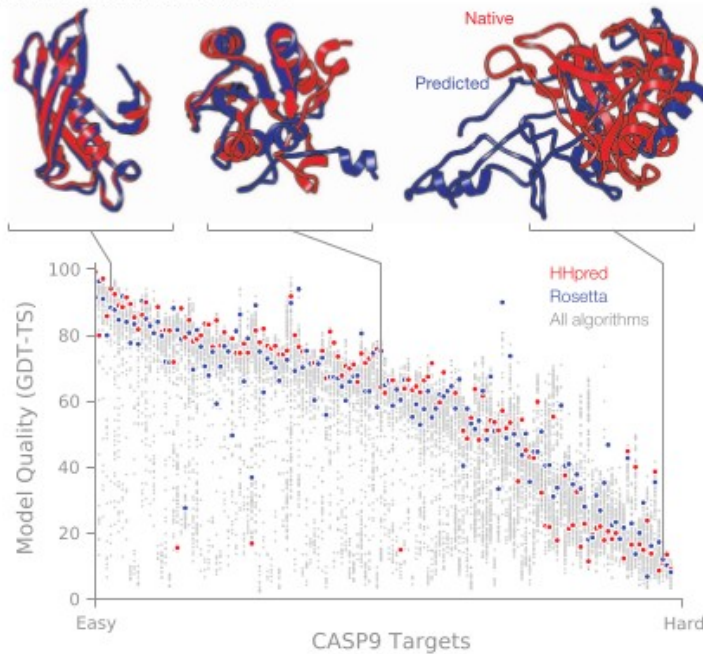 Native
Predicted
HHpred
Rosetta
All algorithms
Model Quality (GDT-TS)
100
80
60
40
20
0
Easy
Hard
CASP9 Targets